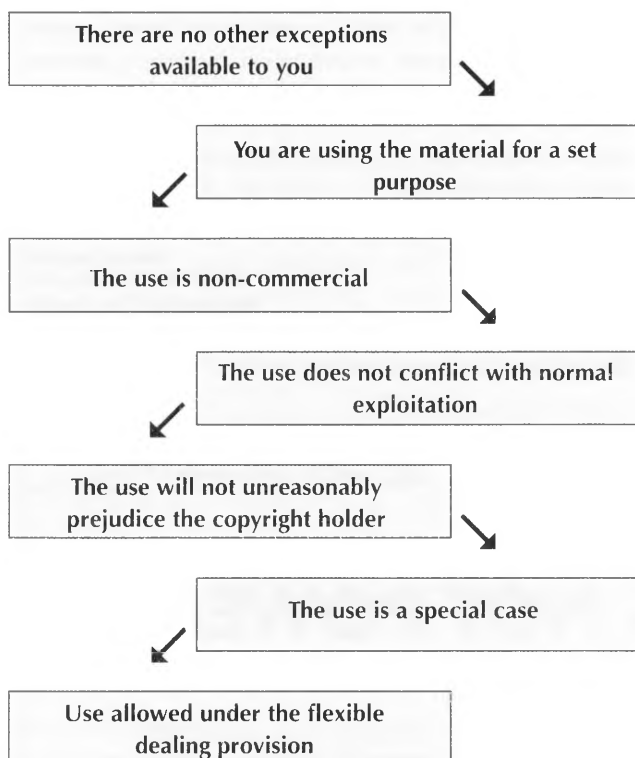 There are no other exceptions
available to you
You are using the material for a set
purpose
The use is non-commercial
The use does not conflict with normal
exploitation
The use will not unreasonably
prejudice the copyright holder
The use is a special case
Use allowed under the flexible
dealing provision